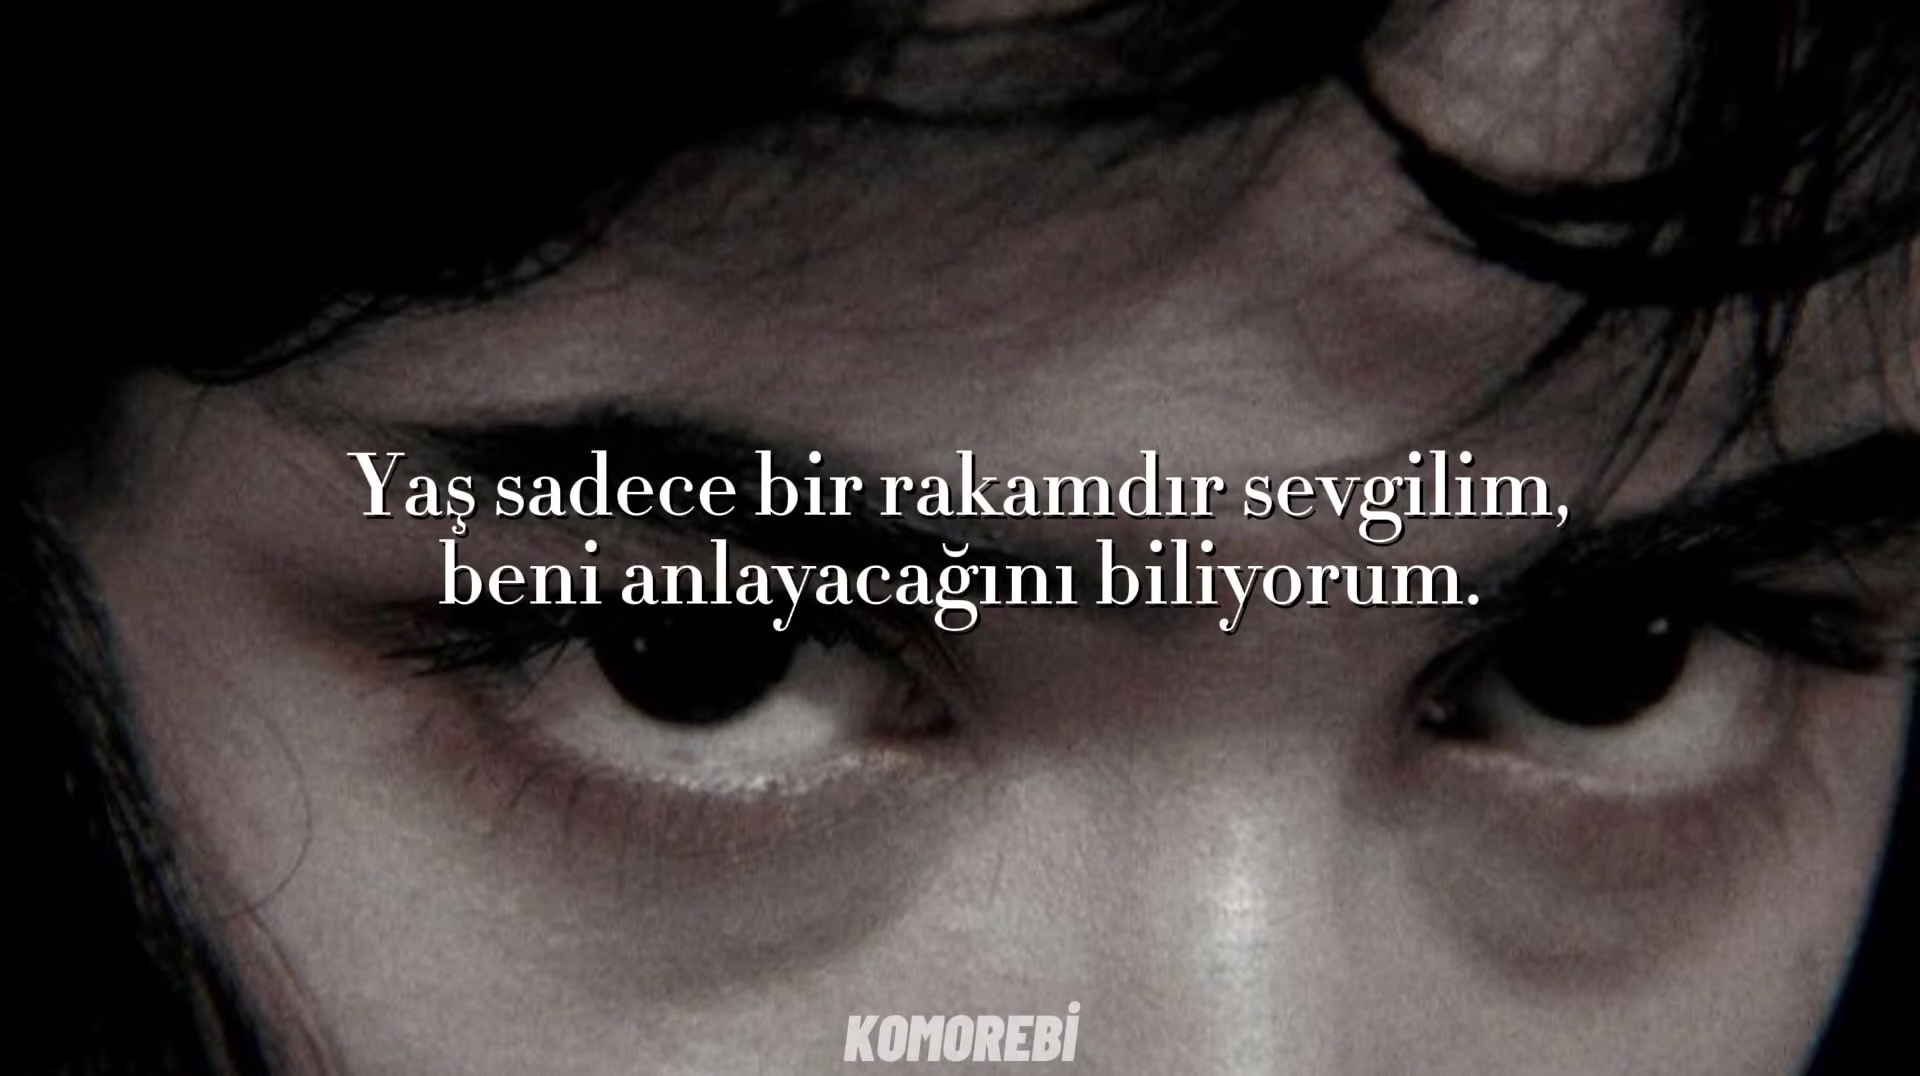 Yaş sadece bir rakamdır sevgilim,
beni anlayacağını biliyorum.
KOMOREBİ